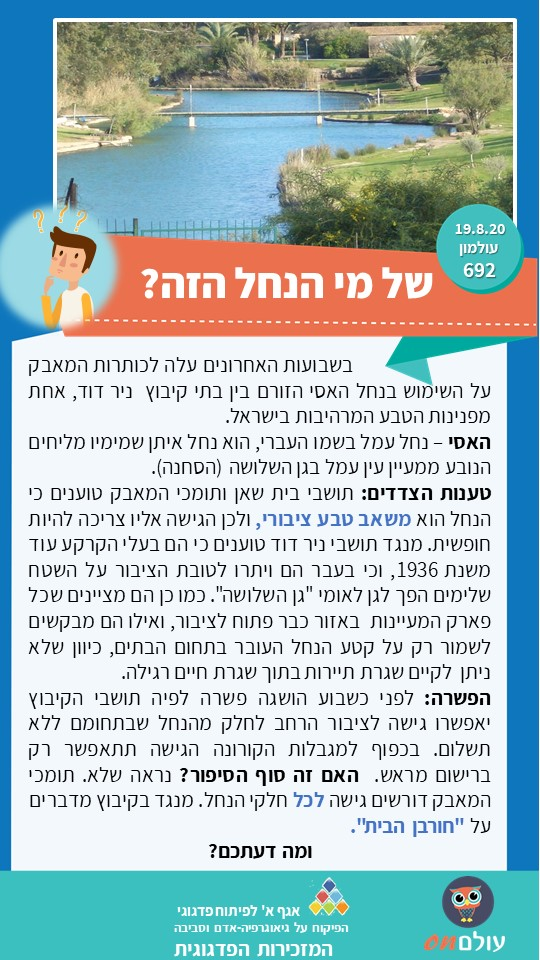 19.8.20
עולמון
692
של מי הנחל הזה?
? ? ?
בשבועות האחרונים עלה לכותרות המאבק
על השימוש בנחל האסי הזורם בין בתי קיבוץ ניר דוד, אחת
מפנינות הטבע המרהיבות בישראל.
האסי – נחל עמל בשמו העברי, הוא נחל איתן שמימיו מליחים
הנובע ממעיין עין עמל בגן השלושה (הסחנה).
טענות הצדדים: תושבי בית שאן ותומכי המאבק טוענים כי
הנחל הוא משאב טבע ציבורי, ולכן הגישה אליו צריכה להיות
חופשית. מנגד תושבי ניר דוד טוענים כי הם בעלי הקרקע עוד
משנת 1936, וכי בעבר הם ויתרו לטובת הציבור על השטח
שלימים הפך לגן לאומי "גן השלושה". כמו כן הם מציינים שכל
פארק המעיינות באזור כבר פתוח לציבור, ואילו הם מבקשים
לשמור רק על קטע הנחל העובר בתחום הבתים, כיוון שלא
ניתן לקיים שגרת תיירות בתוך שגרת חיים רגילה.
הפשרה: לפני כשבוע הושגה פשרה לפיה תושבי הקיבוץ
יאפשרו גישה לציבור הרחב לחלק מהנחל שבתחומם ללא
תשלום. בכפוף למגבלות הקורונה הגישה תתאפשר רק
ברישום מראש. האם זה סוף הסיפור? נראה שלא. תומכי
המאבק דורשים גישה לכל חלקי הנחל. מנגד בקיבוץ מדברים
על "חורבן הבית".
ומה דעתכם?
אגף א' לפיתוח פדגוגי
הפיקוח על גיאוגרפיה-אדם וסביבה
המזכירות הפדגוגית
עולםon